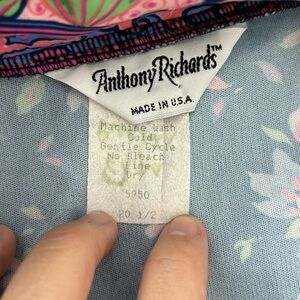 Anthony Richards™
MADE IN U.S.A.
Machine Wash
Cold
Gentle Cycle
No Bleach
Line
Dry
5950
20 1/2